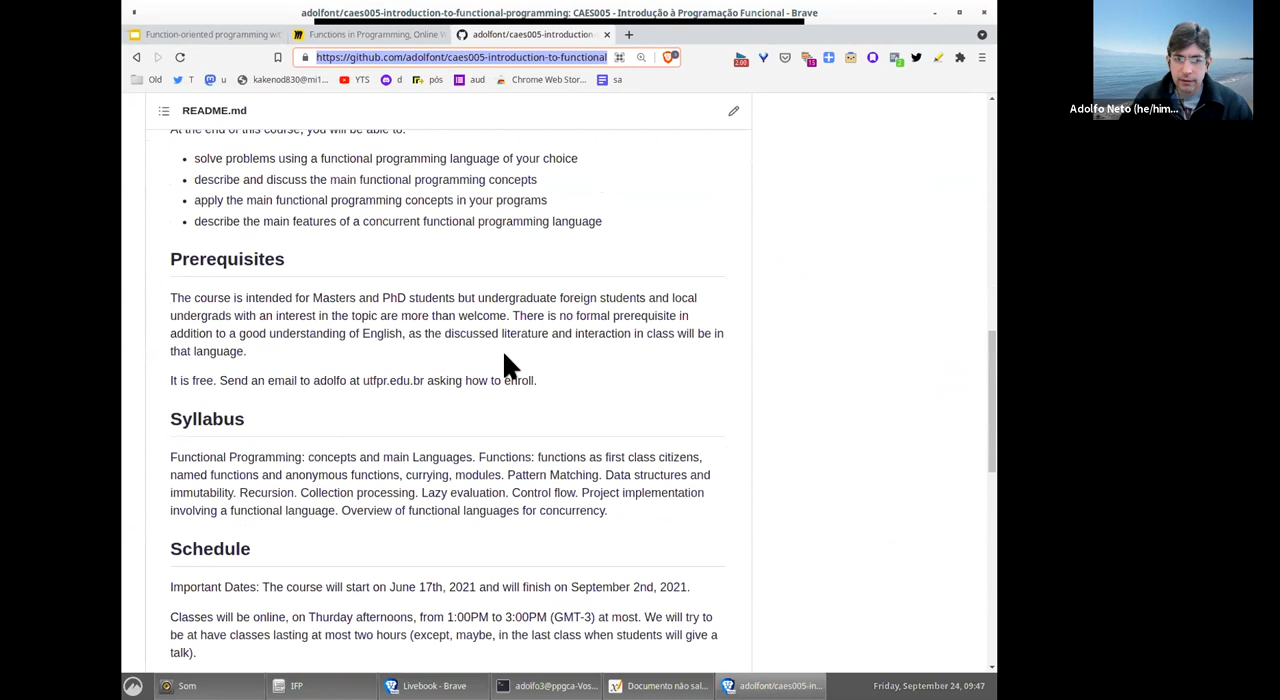 adolfont/caes005-introduction-to-functional-programming: CAES005 - Introdução à Programação Funcional - Brave
Function-oriented programming wit
Functions in Programming, Online W
adolfont/caes005-introduction-
https://github.com/adolfont/caes005-introduction-to-functional
2.00
15
2
Old
T
u
kakenod830@mi1...
YTS
d
pós
aud
Chrome Web Stor...
sa
README.md
At the end of this course, you will be able to:
solve problems using a functional programming language of your choice
describe and discuss the main functional programming concepts
apply the main functional programming concepts in your programs
describe the main features of a concurrent functional programming language
Prerequisites
The course is intended for Masters and PhD students but undergraduate foreign students and local
undergrads with an interest in the topic are more than welcome. There is no formal prerequisite in
addition to a good understanding of English, as the discussed literature and interaction in class will be in
that language.
It is free. Send an email to adolfo at utfpr.edu.br asking how to enroll.
Syllabus
Functional Programming: concepts and main Languages. Functions: functions as first class citizens,
named functions and anonymous functions, currying, modules. Pattern Matching. Data structures and
immutability. Recursion. Collection processing. Lazy evaluation. Control flow. Project implementation
involving a functional language. Overview of functional languages for concurrency.
Schedule
Important Dates: The course will start on June 17th, 2021 and will finish on September 2nd, 2021.
Classes will be online, on Thurday afternoons, from 1:00PM to 3:00PM (GMT-3) at most. We will try to
be at have classes lasting at most two hours (except, maybe, in the last class when students will give a
talk).
Som
IFP
Livebook - Brave
adolfo3@ppgca-Vos...
Documento não sal...
adolfont/caes005-in...
Friday, September 24, 09:47
Adolfo Neto (he/him...